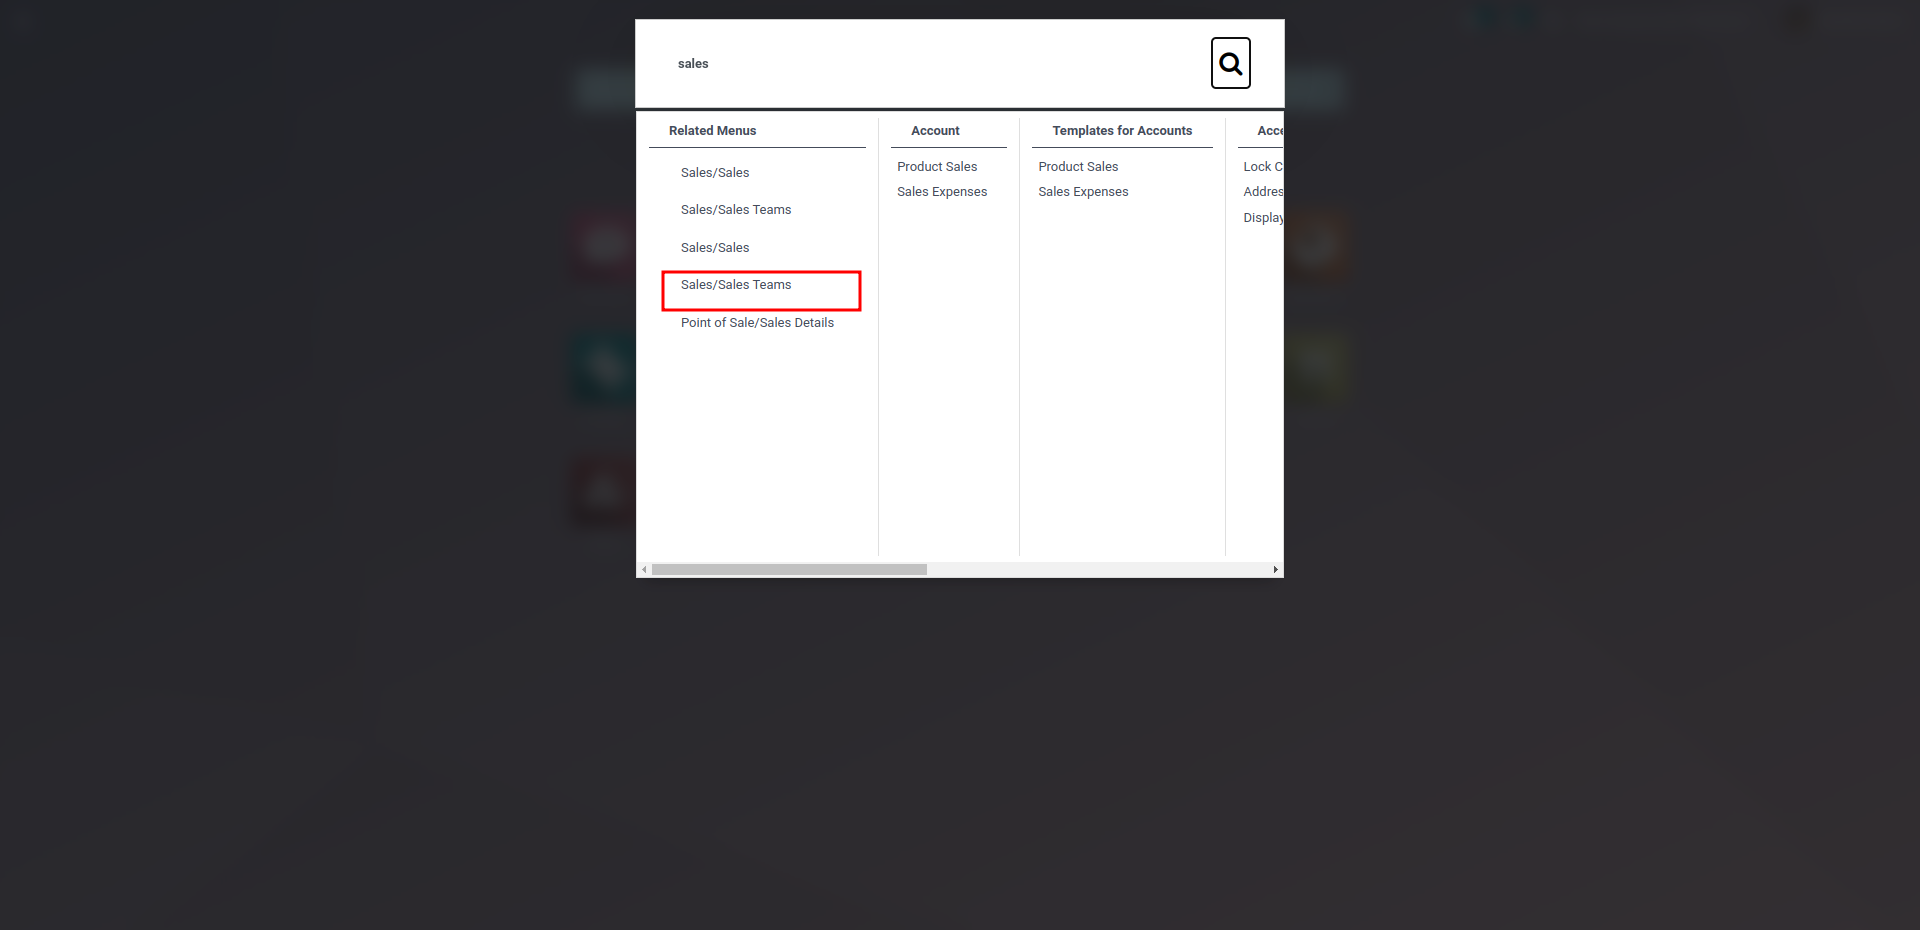 sales
Related Menus
Sales/Sales
Sales/Sales Teams
Sales/Sales
Sales/Sales Teams
Point of Sale/Sales Details
Account
Product Sales
Sales Expenses
Templates for Accounts
Product Sales
Sales Expenses
Acce
Lock C
Addres
Display